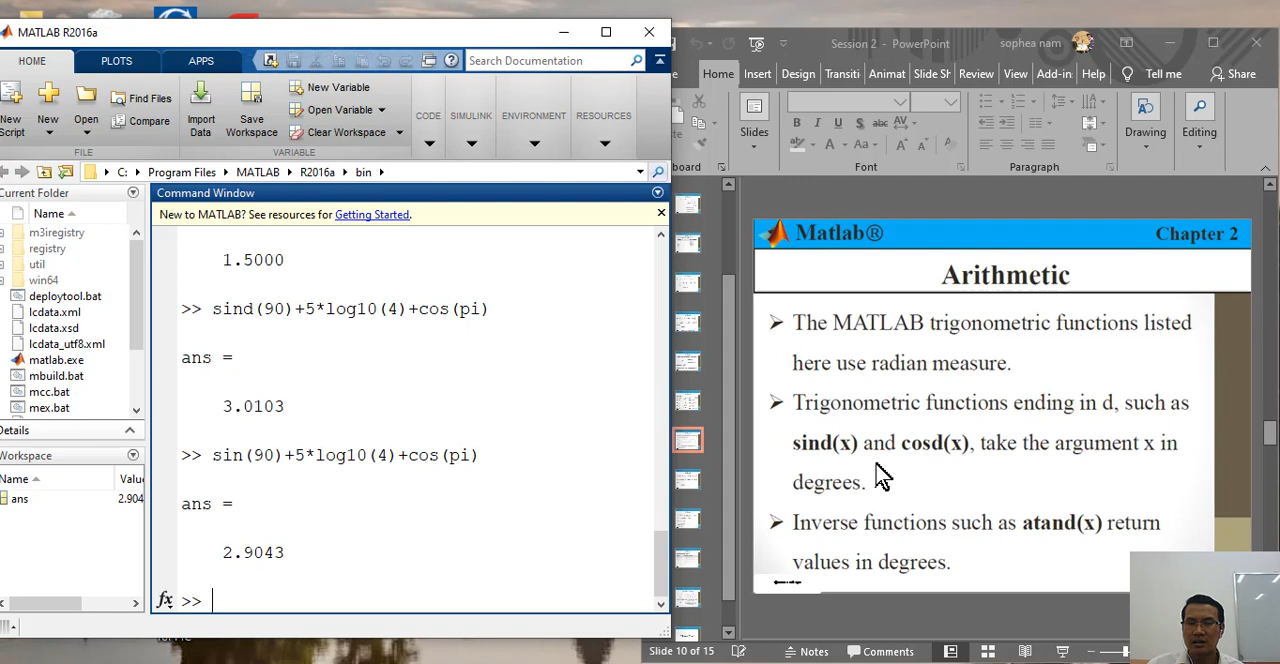 MATLAB R2016a
HOME
PLOTS
APPS
Search Documentation
New Script
New
Open
Find Files
Compare
Import Data
Save Workspace
New Variable
Open Variable
Clear Workspace
CODE
SIMULINK
ENVIRONMENT
RESOURCES
FILE
VARIABLE
C:
Program Files
MATLAB
R2016a
bin
Current Folder
Name
m3iregistry
registry
util
win64
deploytool.bat
lcdata.xml
lcdata.xsd
lcdata_utf8.xml
matlab.exe
mbuild.bat
mcc.bat
mex.bat
Details
Workspace
Name
Value
ans
2.904
Command Window
New to MATLAB? See resources for Getting Started.
1.5000
>> sind(90)+5*log10(4)+cos(pi)
ans =
3.0103
>> sin(90)+5*log10(4)+cos(pi)
ans =
2.9043
fx >>
Session 2 - PowerPoint
sophea nam
Home
Insert
Design
Transiti
Animat
Slide Sh
Review
View
Add-in
Help
Tell me
Share
Slides
Drawing
Editing
board
Font
Paragraph
Matlab®
Chapter 2
Arithmetic
➢ The MATLAB trigonometric functions listed
here use radian measure.
➢ Trigonometric functions ending in d, such as
sind(x) and cosd(x), take the argument x in
degrees.
➢ Inverse functions such as atand(x) return
values in degrees.
Slide 10 of 15
Notes
Comments